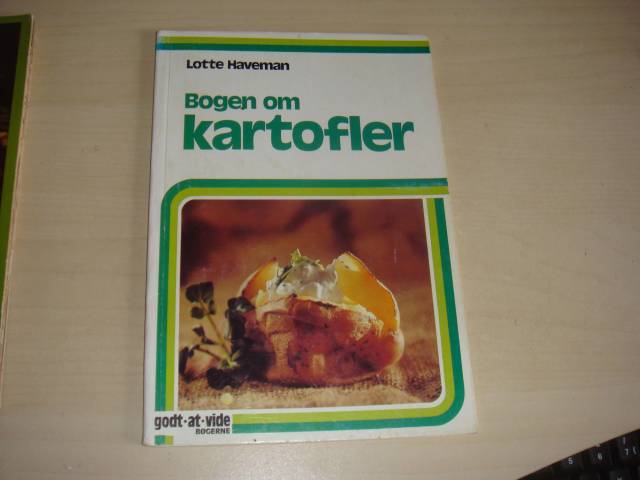 Lotte Haveman
Bogen om
kartofler
godt·at·vide
BØGERNE